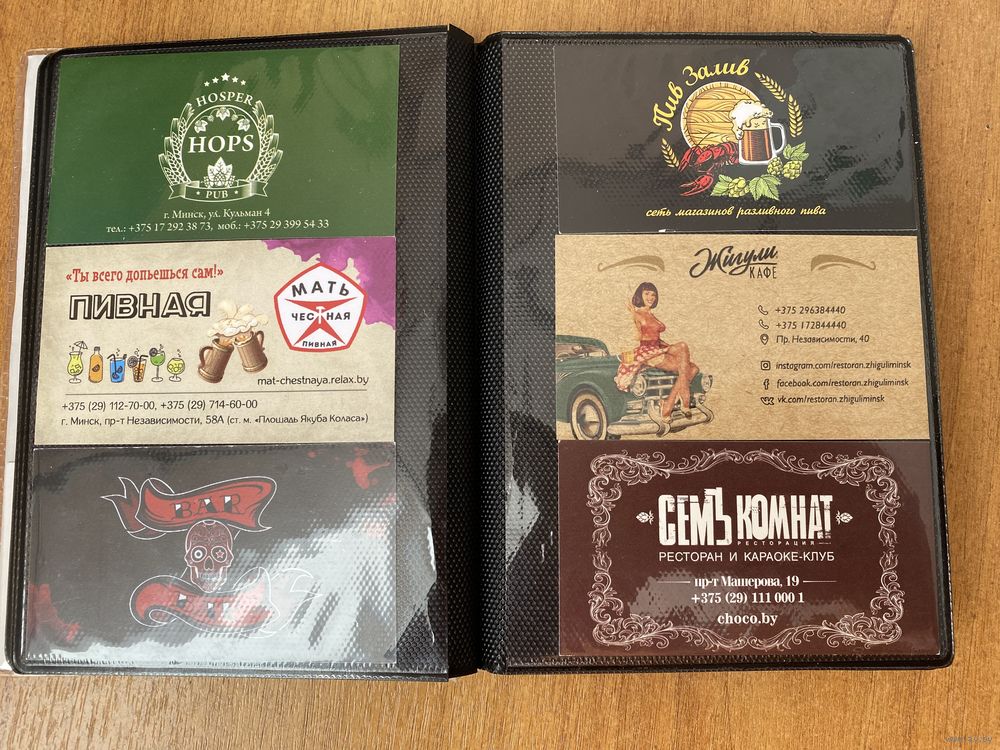 HOSPER
HOPS
PUB
г. Минск, ул. Кульман 4
тел.: +375 17 292 38 73, моб.: +375 29 399 54 33
«Ты всего допьешься сам!»
ПИВНАЯ
МАТЬ
ЧЕСТНАЯ
ПИВНАЯ
mat-chestnaya.relax.by
+375 (29) 112-70-00, +375 (29) 714-60-00
г. Минск, пр-т Независимости, 58А (ст. м. «Площадь Якуба Коласа»)
BAR
Пив Залив
сеть магазинов разливного пива
Жигули
КАФЕ
+375 296384440
+375 172844440
Пр. Независимости, 40
instagram.com/restoran.zhiguliminsk
facebook.com/restoran.zhiguliminsk
vk.com/restoran.zhiguliminsk
СЕМЪ КОМНАТ
РЕСТОРАЦИЯ
РЕСТОРАН И КАРАОКЕ-КЛУБ
пр-т Машерова, 19
+375 (29) 111 000 1
choco.by